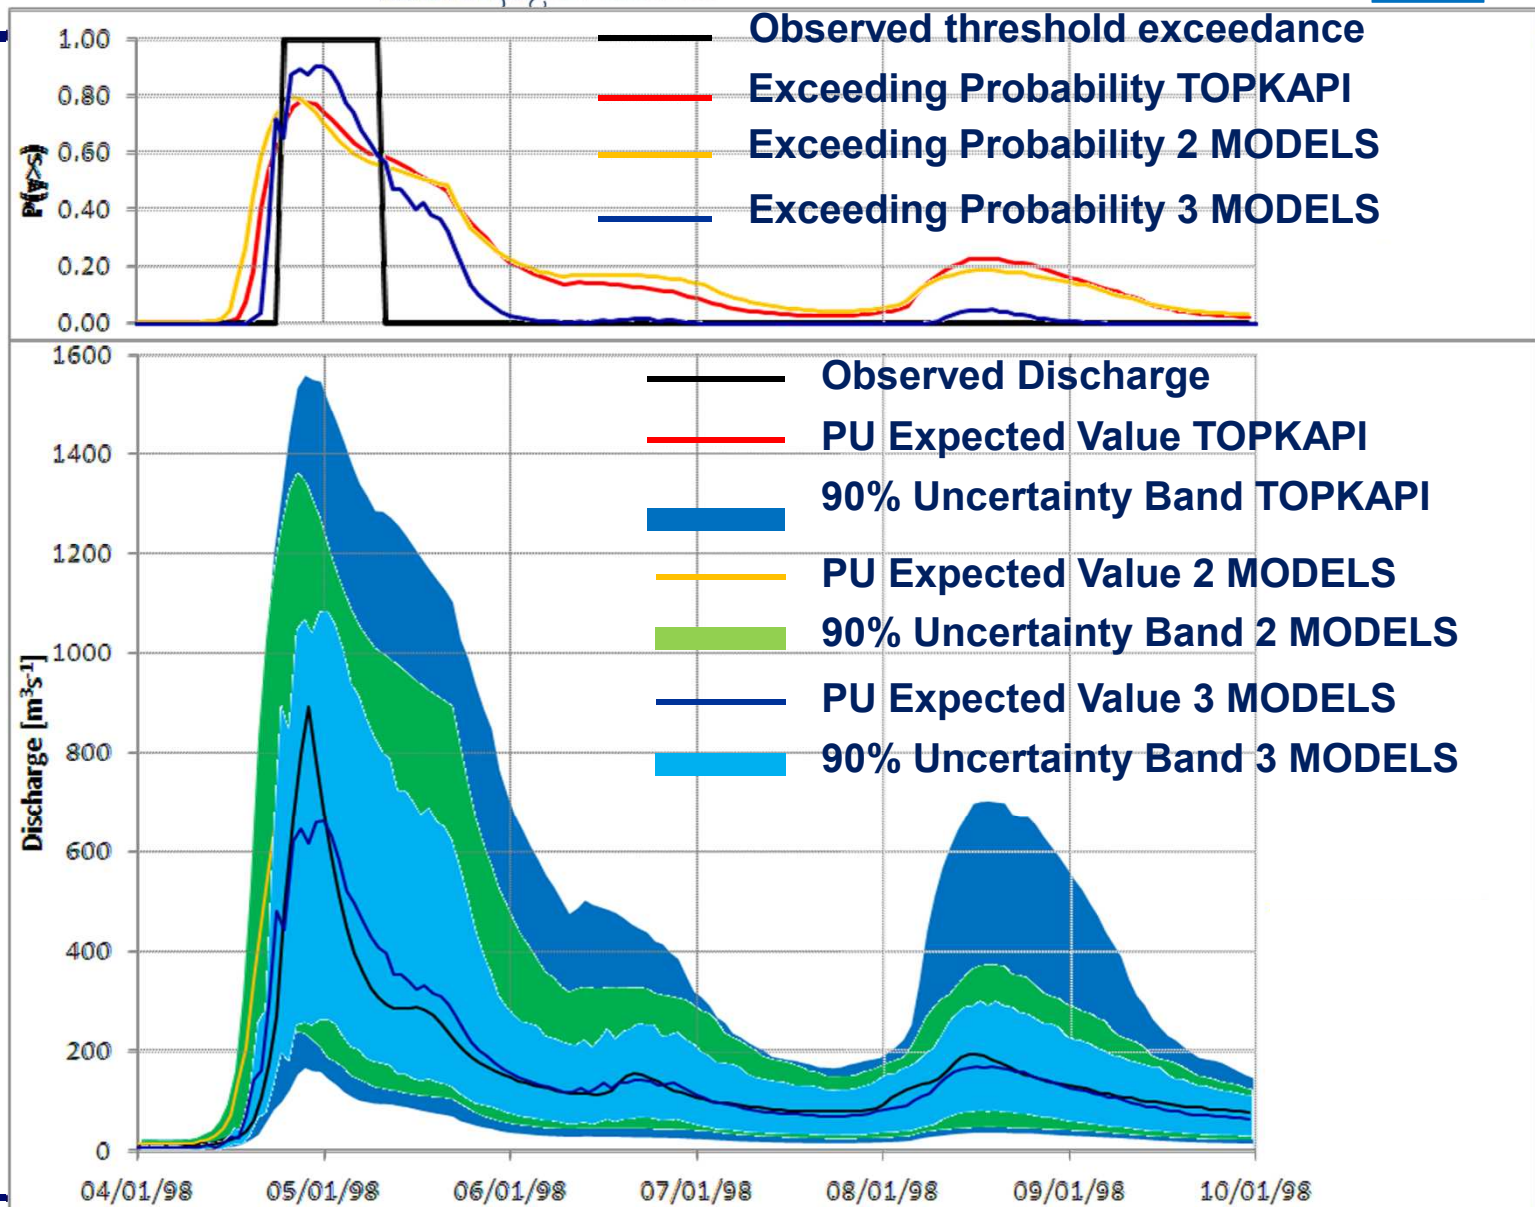 1.00
0.80
0.60
0.40
0.20
0.00
P(y>s)
Observed threshold exceedance
Exceeding Probability TOPKAPI
Exceeding Probability 2 MODELS
Exceeding Probability 3 MODELS
1600
1400
1200
1000
800
600
400
200
0
Discharge [m³s⁻¹]
Observed Discharge
PU Expected Value TOPKAPI
90% Uncertainty Band TOPKAPI
PU Expected Value 2 MODELS
90% Uncertainty Band 2 MODELS
PU Expected Value 3 MODELS
90% Uncertainty Band 3 MODELS
04/01/98 05/01/98 06/01/98 07/01/98 08/01/98 09/01/98 10/01/98